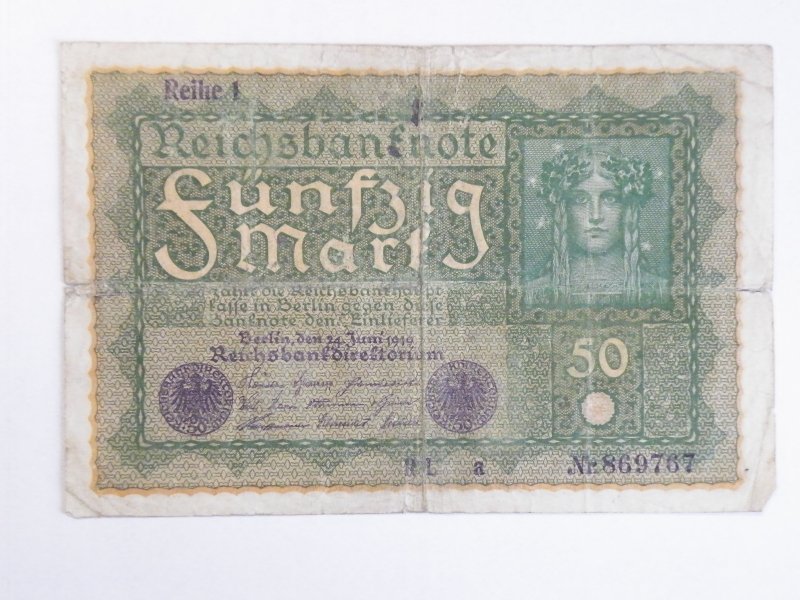 Reihe 1
1
Reichsbanknote
Fünfzig
Mark
zahlt die Reichsbankhaupt
kasse in Berlin gegen diese
Banknote dem Einlieferer
Berlin, den 24. Juni 1919
Reichsbankdirektorium
50
a Nr. 869767